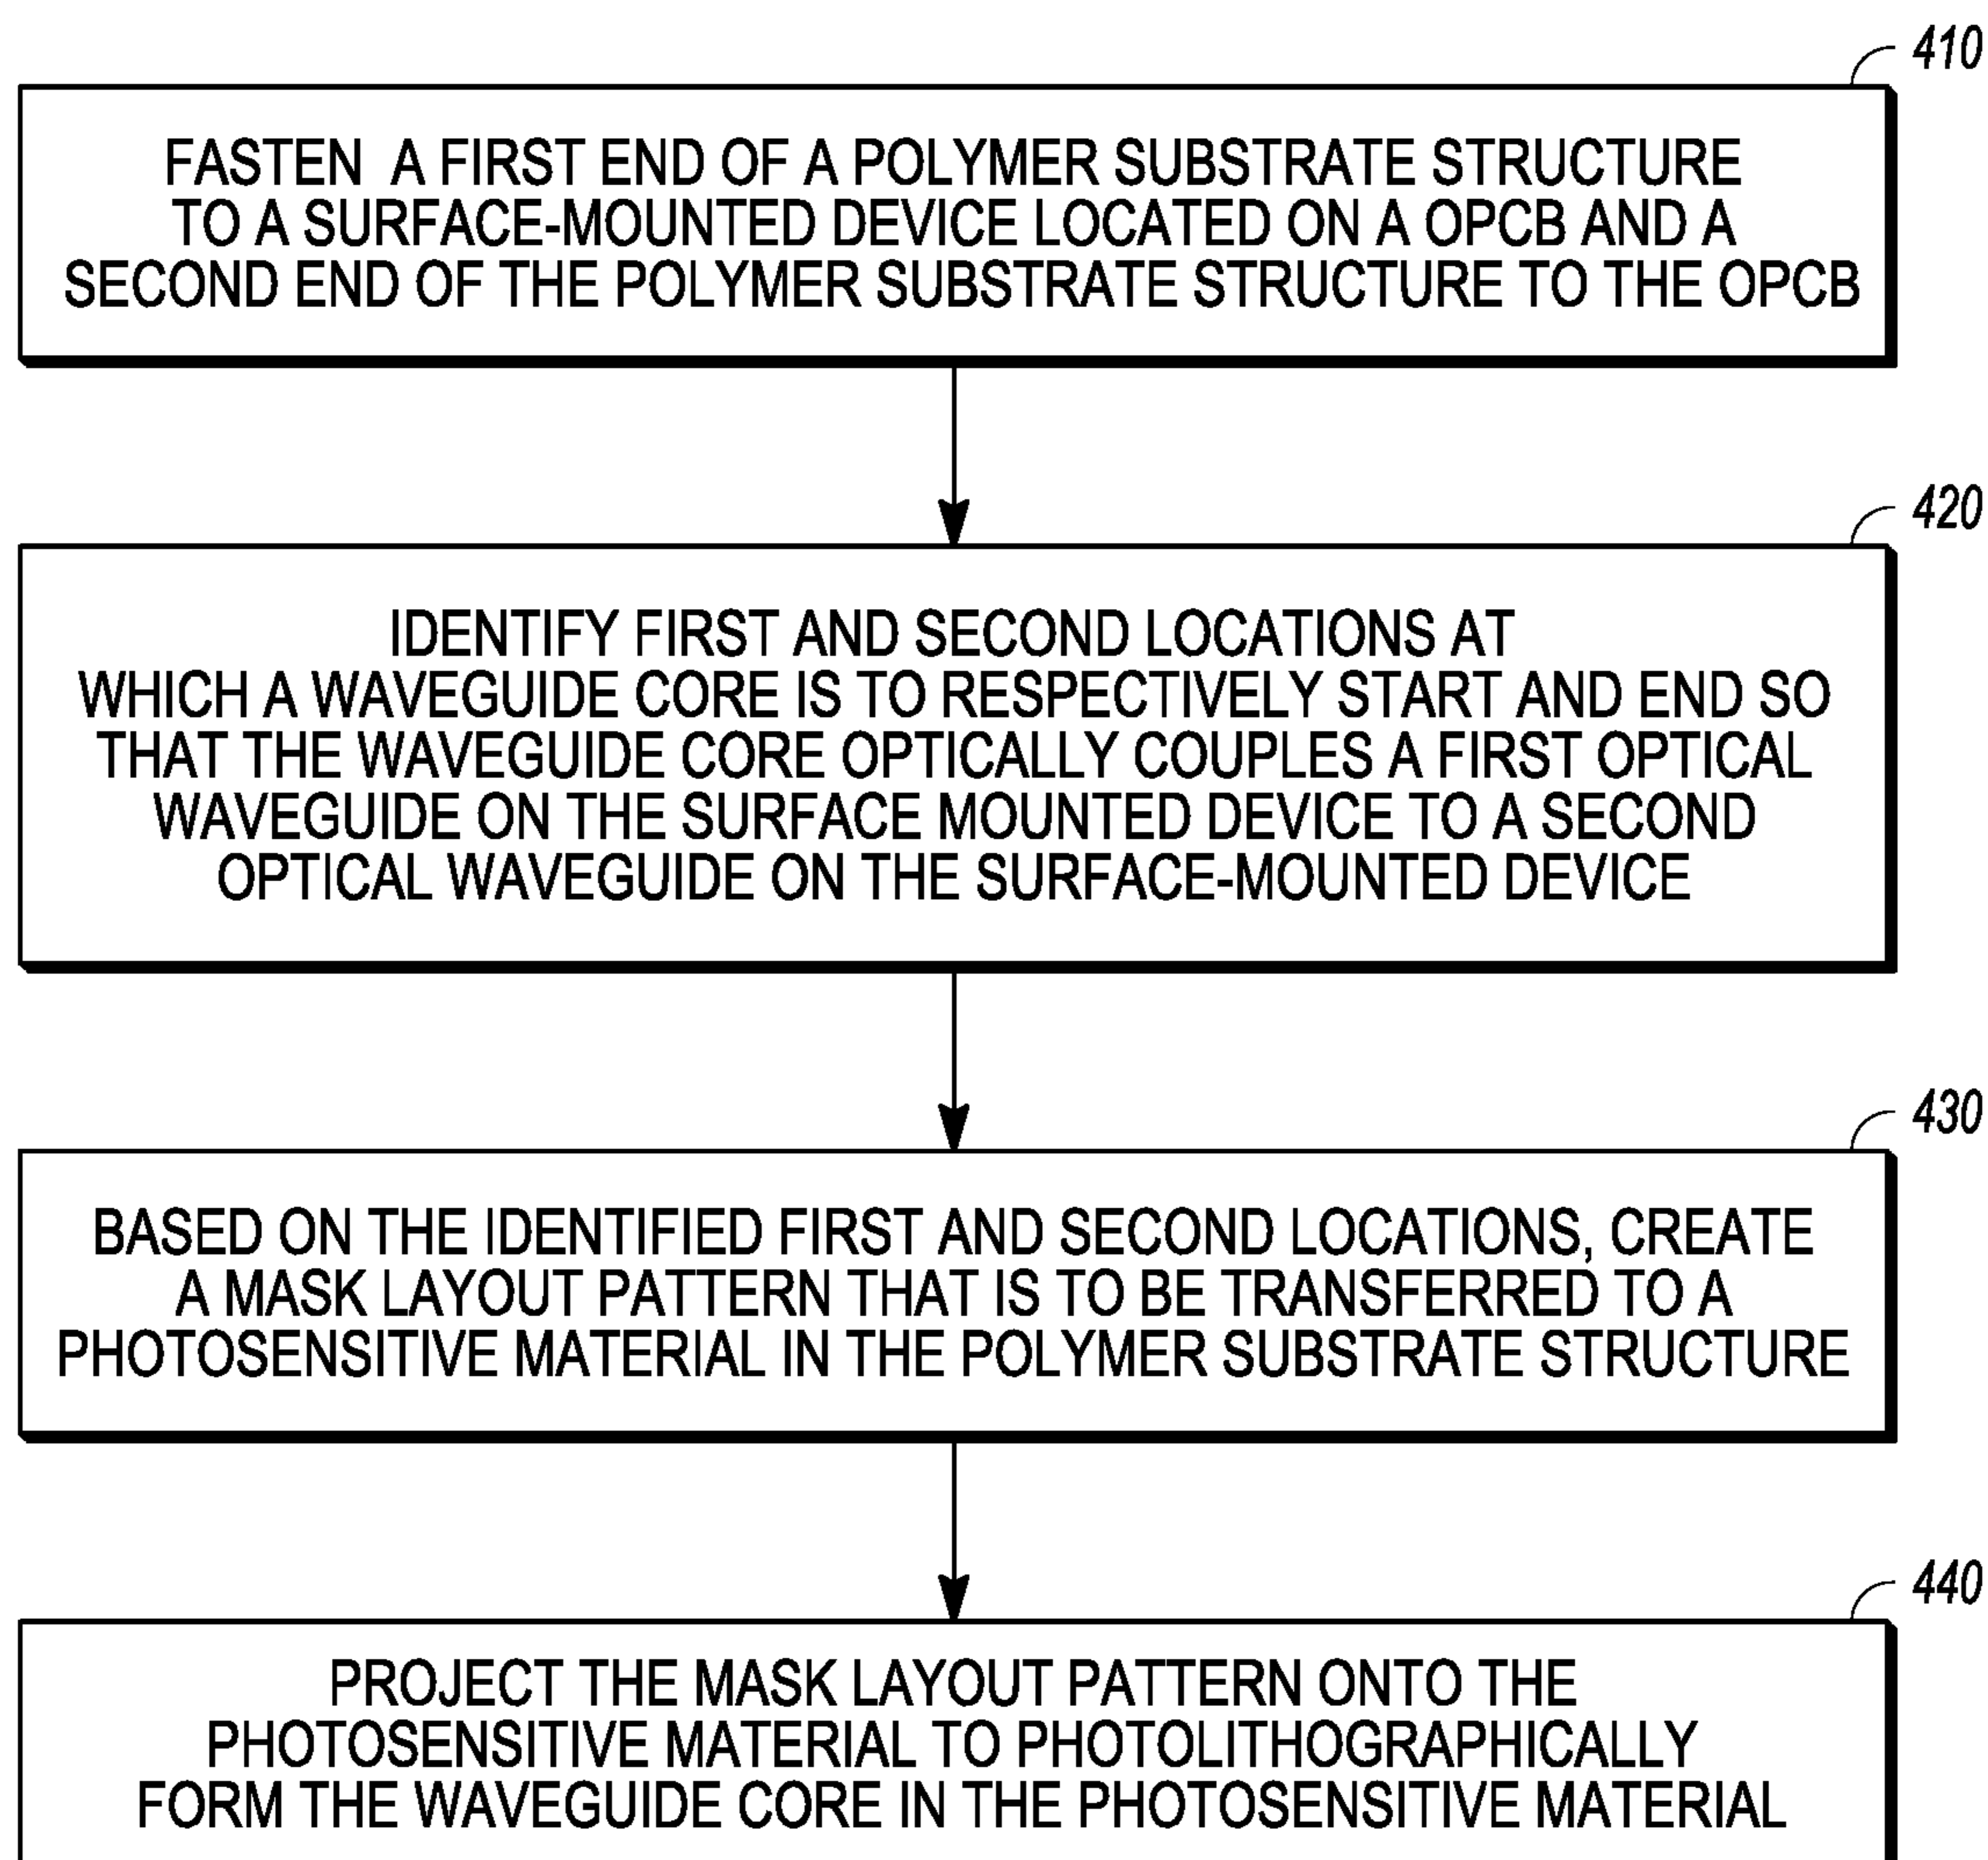 410
FASTEN A FIRST END OF A POLYMER SUBSTRATE STRUCTURE
TO A SURFACE-MOUNTED DEVICE LOCATED ON A OPCB AND A
SECOND END OF THE POLYMER SUBSTRATE STRUCTURE TO THE OPCB
420
IDENTIFY FIRST AND SECOND LOCATIONS AT
WHICH A WAVEGUIDE CORE IS TO RESPECTIVELY START AND END SO
THAT THE WAVEGUIDE CORE OPTICALLY COUPLES A FIRST OPTICAL
WAVEGUIDE ON THE SURFACE MOUNTED DEVICE TO A SECOND
OPTICAL WAVEGUIDE ON THE SURFACE-MOUNTED DEVICE
430
BASED ON THE IDENTIFIED FIRST AND SECOND LOCATIONS, CREATE
A MASK LAYOUT PATTERN THAT IS TO BE TRANSFERRED TO A
PHOTOSENSITIVE MATERIAL IN THE POLYMER SUBSTRATE STRUCTURE
440
PROJECT THE MASK LAYOUT PATTERN ONTO THE
PHOTOSENSITIVE MATERIAL TO PHOTOLITHOGRAPHICALLY
FORM THE WAVEGUIDE CORE IN THE PHOTOSENSITIVE MATERIAL